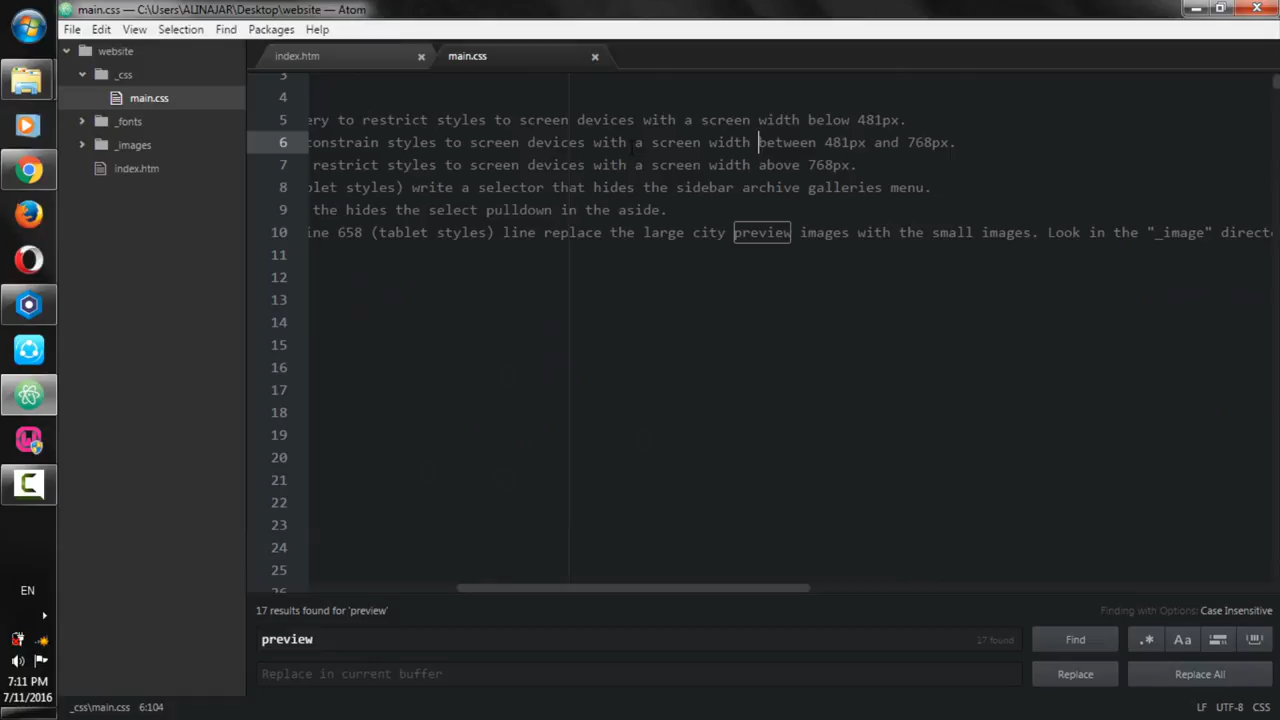 main.css — C:\Users\ALINAJAR\Desktop\website — Atom
File Edit View Selection Find Packages Help
website
_css
main.css
_fonts
_images
index.htm
index.htm
main.css
3
4
5 ery to restrict styles to screen devices with a screen width below 481px.
6 constrain styles to screen devices with a screen width between 481px and 768px.
7 restrict styles to screen devices with a screen width above 768px.
8 blet styles) write a selector that hides the sidebar archive galleries menu.
9 the hides the select pulldown in the aside.
10 ine 658 (tablet styles) line replace the large city preview images with the small images. Look in the "_image" directo
11
12
13
14
15
16
17
18
19
20
21
22
23
24
25
26
17 results found for 'preview'
Finding with Options: Case Insensitive
preview
17 found
Find
.*
Aa
Replace in current buffer
Replace
Replace All
_css\main.css 6:104
LF UTF-8 CSS
EN
7:11 PM
7/11/2016